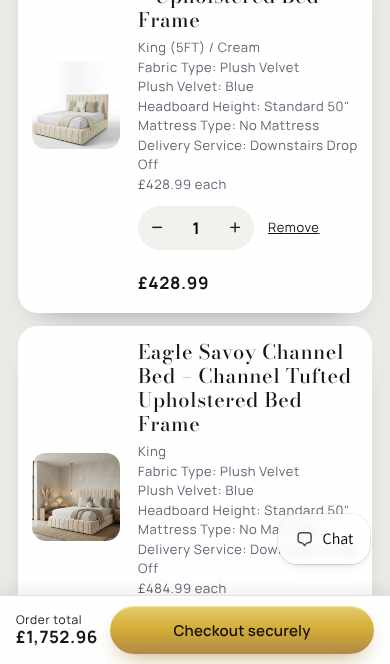 Upholstered Bed
Frame
King (5FT) / Cream
Fabric Type: Plush Velvet
Plush Velvet: Blue
Headboard Height: Standard 50"
Mattress Type: No Mattress
Delivery Service: Downstairs Drop
Off
£428.99 each
− 1 + Remove
£428.99
Eagle Savoy Channel
Bed – Channel Tufted
Upholstered Bed
Frame
King
Fabric Type: Plush Velvet
Plush Velvet: Blue
Headboard Height: Standard 50"
Mattress Type: No
Delivery Service:
Off
£484.99 each
Chat
Order total
£1,752.96
Checkout securely